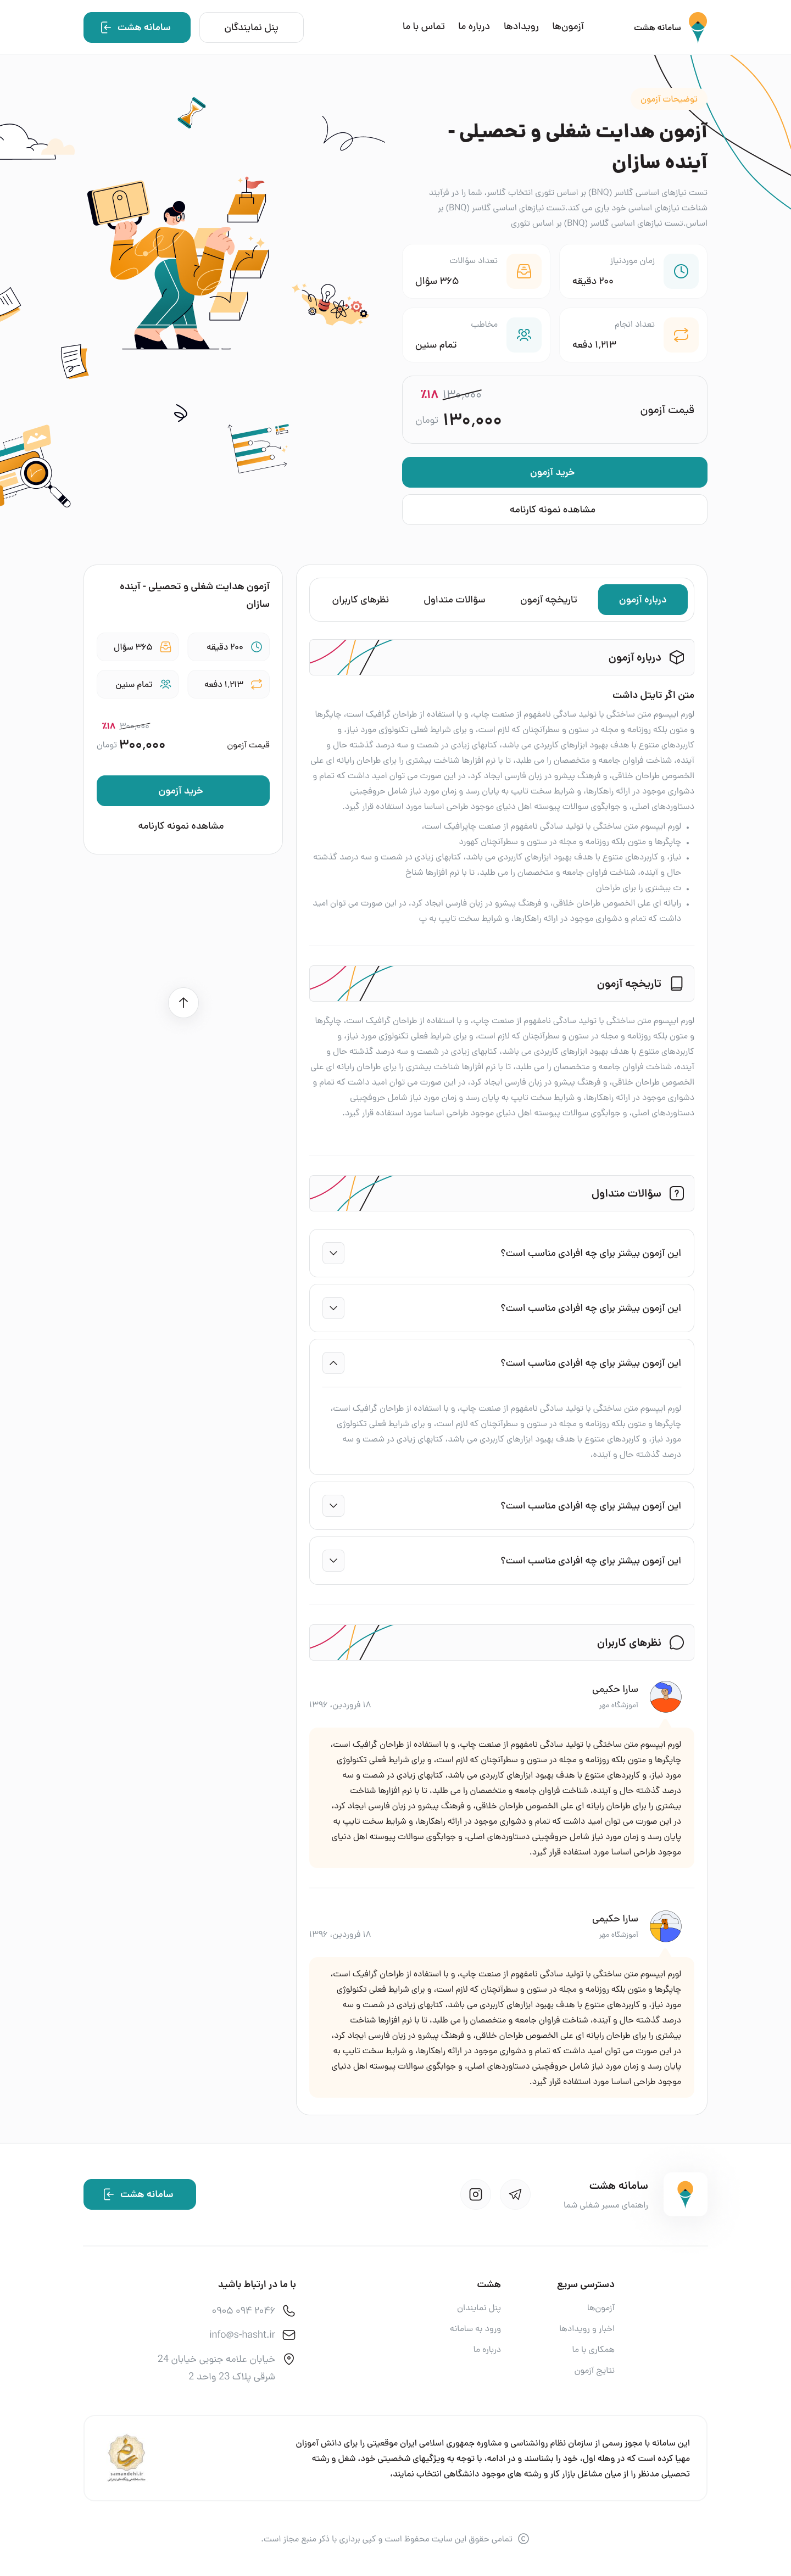 سامانه هشت
آزمون‌ها
رویدادها
درباره ما
تماس با ما
پنل نمایندگان
سامانه هشت
توضیحات آزمون
آزمون هدایت شغلی و تحصیلی -
آینده سازان
تست نیازهای اساسی گلاسر (BNQ) بر اساس تئوری انتخاب گلاسر، شما را در فرآیند
شناخت نیازهای اساسی خود یاری می کند.تست نیازهای اساسی گلاسر (BNQ) بر
اساس.تست نیازهای اساسی گلاسر (BNQ) بر اساس تئوری
زمان موردنیاز
۲۰۰ دقیقه
تعداد سؤالات
۳۶۵ سؤال
تعداد انجام
۱,۲۱۳ دفعه
مخاطب
تمام سنین
قیمت آزمون
۱۳۰,۰۰۰ ۱۸٪
۱۳۰,۰۰۰ تومان
خرید آزمون
مشاهده نمونه کارنامه
درباره آزمون
تاریخچه آزمون
سؤالات متداول
نظرهای کاربران
آزمون هدایت شغلی و تحصیلی - آینده
سازان
۲۰۰ دقیقه
۳۶۵ سؤال
۱,۲۱۳ دفعه
تمام سنین
۳۰۰,۰۰۰ ۱۸٪
قیمت آزمون
۳۰۰,۰۰۰ تومان
خرید آزمون
مشاهده نمونه کارنامه
درباره آزمون
متن اگر تایتل داشت
لورم ایپسوم متن ساختگی با تولید سادگی نامفهوم از صنعت چاپ، و با استفاده از طراحان گرافیک است، چاپگرها
و متون بلکه روزنامه و مجله در ستون و سطرآنچنان که لازم است، و برای شرایط فعلی تکنولوژی مورد نیاز، و
کاربردهای متنوع با هدف بهبود ابزارهای کاربردی می باشد، کتابهای زیادی در شصت و سه درصد گذشته حال و
آینده، شناخت فراوان جامعه و متخصصان را می طلبد، تا با نرم افزارها شناخت بیشتری را برای طراحان رایانه ای علی
الخصوص طراحان خلاقی، و فرهنگ پیشرو در زبان فارسی ایجاد کرد، در این صورت می توان امید داشت که تمام و
دشواری موجود در ارائه راهکارها، و شرایط سخت تایپ به پایان رسد و زمان مورد نیاز شامل حروفچینی
دستاوردهای اصلی، و جوابگوی سوالات پیوسته اهل دنیای موجود طراحی اساسا مورد استفاده قرار گیرد.
• لورم ایپسوم متن ساختگی با تولید سادگی نامفهوم از صنعت چاپرافیک است،
• چاپگرها و متون بلکه روزنامه و مجله در ستون و سطرآنچنان کهورد
• نیاز، و کاربردهای متنوع با هدف بهبود ابزارهای کاربردی می باشد، کتابهای زیادی در شصت و سه درصد گذشته
حال و آینده، شناخت فراوان جامعه و متخصصان را می طلبد، تا با نرم افزارها شناخ
• ت بیشتری را برای طراحان
• رایانه ای علی الخصوص طراحان خلاقی، و فرهنگ پیشرو در زبان فارسی ایجاد کرد، در این صورت می توان امید
داشت که تمام و دشواری موجود در ارائه راهکارها، و شرایط سخت تایپ به پ
تاریخچه آزمون
لورم ایپسوم متن ساختگی با تولید سادگی نامفهوم از صنعت چاپ، و با استفاده از طراحان گرافیک است، چاپگرها
و متون بلکه روزنامه و مجله در ستون و سطرآنچنان که لازم است، و برای شرایط فعلی تکنولوژی مورد نیاز، و
کاربردهای متنوع با هدف بهبود ابزارهای کاربردی می باشد، کتابهای زیادی در شصت و سه درصد گذشته حال و
آینده، شناخت فراوان جامعه و متخصصان را می طلبد، تا با نرم افزارها شناخت بیشتری را برای طراحان رایانه ای علی
الخصوص طراحان خلاقی، و فرهنگ پیشرو در زبان فارسی ایجاد کرد، در این صورت می توان امید داشت که تمام و
دشواری موجود در ارائه راهکارها، و شرایط سخت تایپ به پایان رسد و زمان مورد نیاز شامل حروفچینی
دستاوردهای اصلی، و جوابگوی سوالات پیوسته اهل دنیای موجود طراحی اساسا مورد استفاده قرار گیرد.
سؤالات متداول
این آزمون بیشتر برای چه افرادی مناسب است؟
این آزمون بیشتر برای چه افرادی مناسب است؟
این آزمون بیشتر برای چه افرادی مناسب است؟
لورم ایپسوم متن ساختگی با تولید سادگی نامفهوم از صنعت چاپ، و با استفاده از طراحان گرافیک است،
چاپگرها و متون بلکه روزنامه و مجله در ستون و سطرآنچنان که لازم است، و برای شرایط فعلی تکنولوژی
مورد نیاز، و کاربردهای متنوع با هدف بهبود ابزارهای کاربردی می باشد، کتابهای زیادی در شصت و سه
درصد گذشته حال و آینده،
این آزمون بیشتر برای چه افرادی مناسب است؟
این آزمون بیشتر برای چه افرادی مناسب است؟
نظرهای کاربران
سارا حکیمی
آموزشگاه مهر
۱۸ فروردین، ۱۳۹۶
لورم ایپسوم متن ساختگی با تولید سادگی نامفهوم از صنعت چاپ، و با استفاده از طراحان گرافیک است،
چاپگرها و متون بلکه روزنامه و مجله در ستون و سطرآنچنان که لازم است، و برای شرایط فعلی تکنولوژی
مورد نیاز، و کاربردهای متنوع با هدف بهبود ابزارهای کاربردی می باشد، کتابهای زیادی در شصت و سه
درصد گذشته حال و آینده، شناخت فراوان جامعه و متخصصان را می طلبد، تا با نرم افزارها شناخت
بیشتری را برای طراحان رایانه ای علی الخصوص طراحان خلاقی، و فرهنگ پیشرو در زبان فارسی ایجاد کرد،
در این صورت می توان امید داشت که تمام و دشواری موجود در ارائه راهکارها، و شرایط سخت تایپ به
پایان رسد و زمان مورد نیاز شامل حروفچینی دستاوردهای اصلی، و جوابگوی سوالات پیوسته اهل دنیای
موجود طراحی اساسا مورد استفاده قرار گیرد.
سارا حکیمی
آموزشگاه مهر
۱۸ فروردین، ۱۳۹۶
لورم ایپسوم متن ساختگی با تولید سادگی نامفهوم از صنعت چاپ، و با استفاده از طراحان گرافیک است،
چاپگرها و متون بلکه روزنامه و مجله در ستون و سطرآنچنان که لازم است، و برای شرایط فعلی تکنولوژی
مورد نیاز، و کاربردهای متنوع با هدف بهبود ابزارهای کاربردی می باشد، کتابهای زیادی در شصت و سه
درصد گذشته حال و آینده، شناخت فراوان جامعه و متخصصان را می طلبد، تا با نرم افزارها شناخت
بیشتری را برای طراحان رایانه ای علی الخصوص طراحان خلاقی، و فرهنگ پیشرو در زبان فارسی ایجاد کرد،
در این صورت می توان امید داشت که تمام و دشواری موجود در ارائه راهکارها، و شرایط سخت تایپ به
پایان رسد و زمان مورد نیاز شامل حروفچینی دستاوردهای اصلی، و جوابگوی سوالات پیوسته اهل دنیای
موجود طراحی اساسا مورد استفاده قرار گیرد.
سامانه هشت
راهنمای مسیر شغلی شما
سامانه هشت
دسترسی سریع
آزمون‌ها
اخبار و رویدادها
همکاری با ما
نتایج آزمون
هشت
پنل نمایندان
ورود به سامانه
درباره ما
با ما در ارتباط باشید
۰۹۰۵ ۰۹۴ ۲۰۴۶
info@s-hasht.ir
خیابان علامه جنوبی خیابان 24
شرقی پلاک 23 واحد 2
این سامانه با مجوز رسمی از سازمان نظام روانشناسی و مشاوره جمهوری اسلامی ایران موقعیتی را برای دانش آموزان
مهیا کرده است که در وهله اول، خود را بشناسند و در ادامه، با توجه به ویژگیهای شخصیتی خود، شغل و رشته
تحصیلی مدنظر را از میان مشاغل بازار کار و رشته های موجود دانشگاهی انتخاب نمایند.
samandehi.ir
تمامی حقوق این سایت محفوظ است و کپی برداری با ذکر منبع مجاز است.